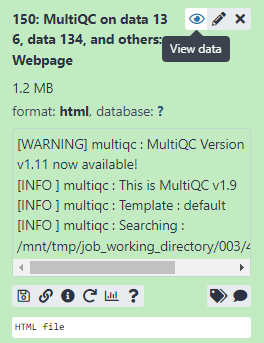 150: MultiQC on data 13
6, data 134, and others:
Webpage
View data
1.2 MB
format: html, database: ?
[WARNING] multiqc : MultiQC Version
v1.11 now available!
[INFO ] multiqc : This is MultiQC v1.9
[INFO ] multiqc : Template : default
[INFO ] multiqc : Searching :
/mnt/tmp/job_working_directory/003/4
HTML file